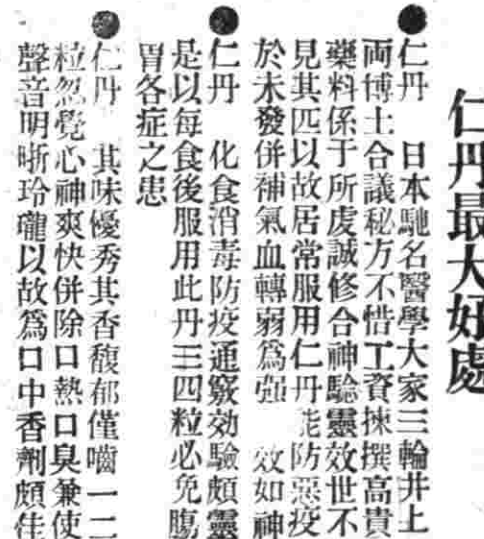 仁丹最大好處
仁丹 日本馳名醫學大家三輪井上
両博士合議秘方不惜工資揀撰高貴
藥料係于所虔誠修合神驗靈效世不
見其匹以故居常服用仁丹能防惡疫
於未發併補氣血轉弱爲强 效如神
仁丹 化食消毒防疫通竅効驗頗靈
是以每食後服用此丹三四粒必免腸
胃各症之患
仁丹 其味優秀其香馥郁僅嚙一二
粒忽覺心神爽快併除口熱口臭兼使
聲音明晰玲瓏以故爲口中香劑頗佳